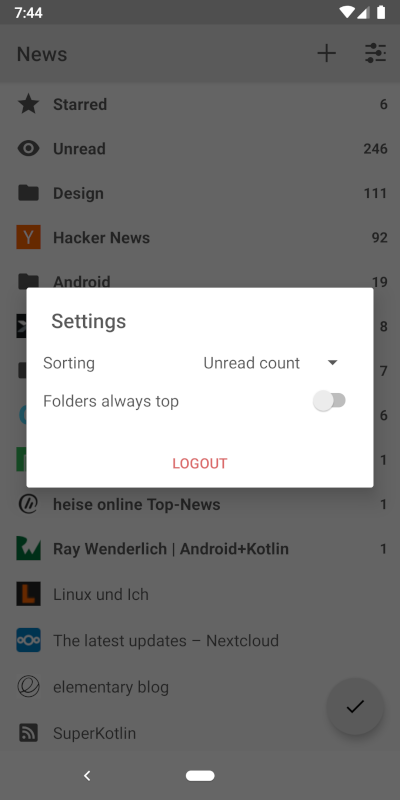 7:44
News
Starred 6
Unread 246
Design 111
Hacker News 92
Android 19
8
Settings
Sorting Unread count
7
Folders always top
6
LOGOUT 1
heise online Top-News 1
Ray Wenderlich | Android+Kotlin 1
Linux und Ich
The latest updates – Nextcloud
elementary blog
SuperKotlin